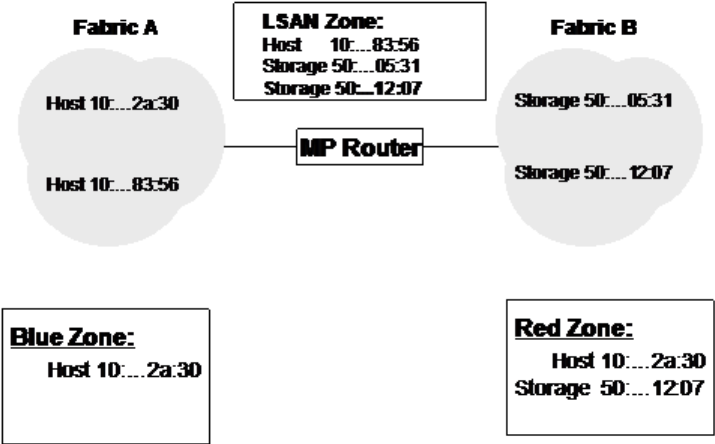 Fabric A
LSAN Zone:
Host 10:...83:56
Storage 50:...05:31
Storage 50:...12:07
Fabric B
Host 10:...2a:30
Host 10:...83:56
MP Router
Storage 50:...05:31
Storage 50:...12:07
Blue Zone:
Host 10:...2a:30
Red Zone:
Host 10:...2a:30
Storage 50:...12:07